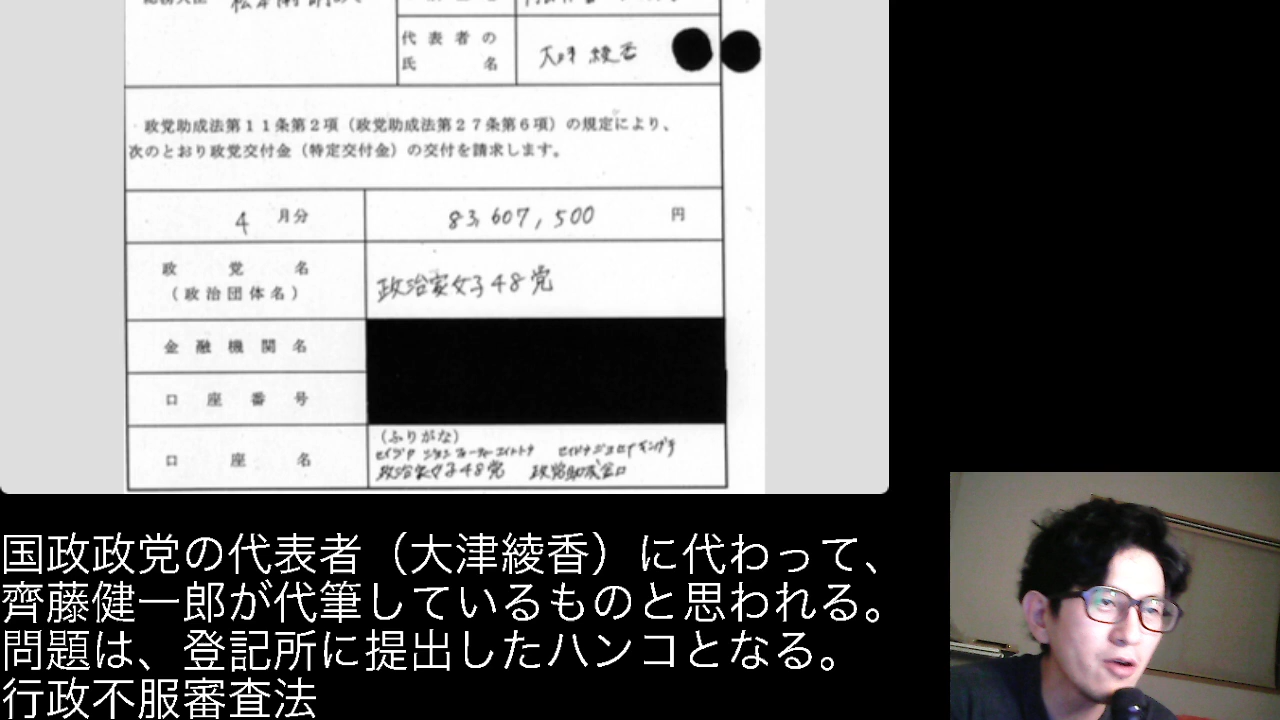 代表者の
氏名
大津 綾香
政党助成法第11条第2項（政党助成法第27条第6項）の規定により、
次のとおり政党交付金（特定交付金）の交付を請求します。
4 月分
83,607,500 円
政党名
（政治団体名）
政治家女子48党
金融機関名
口座番号
口座名
（ふりがな）
政治家女子48党 政党助成金口
国政政党の代表者（大津綾香）に代わって、
齊藤健一郎が代筆しているものと思われる。
問題は、登記所に提出したハンコとなる。
行政不服審査法